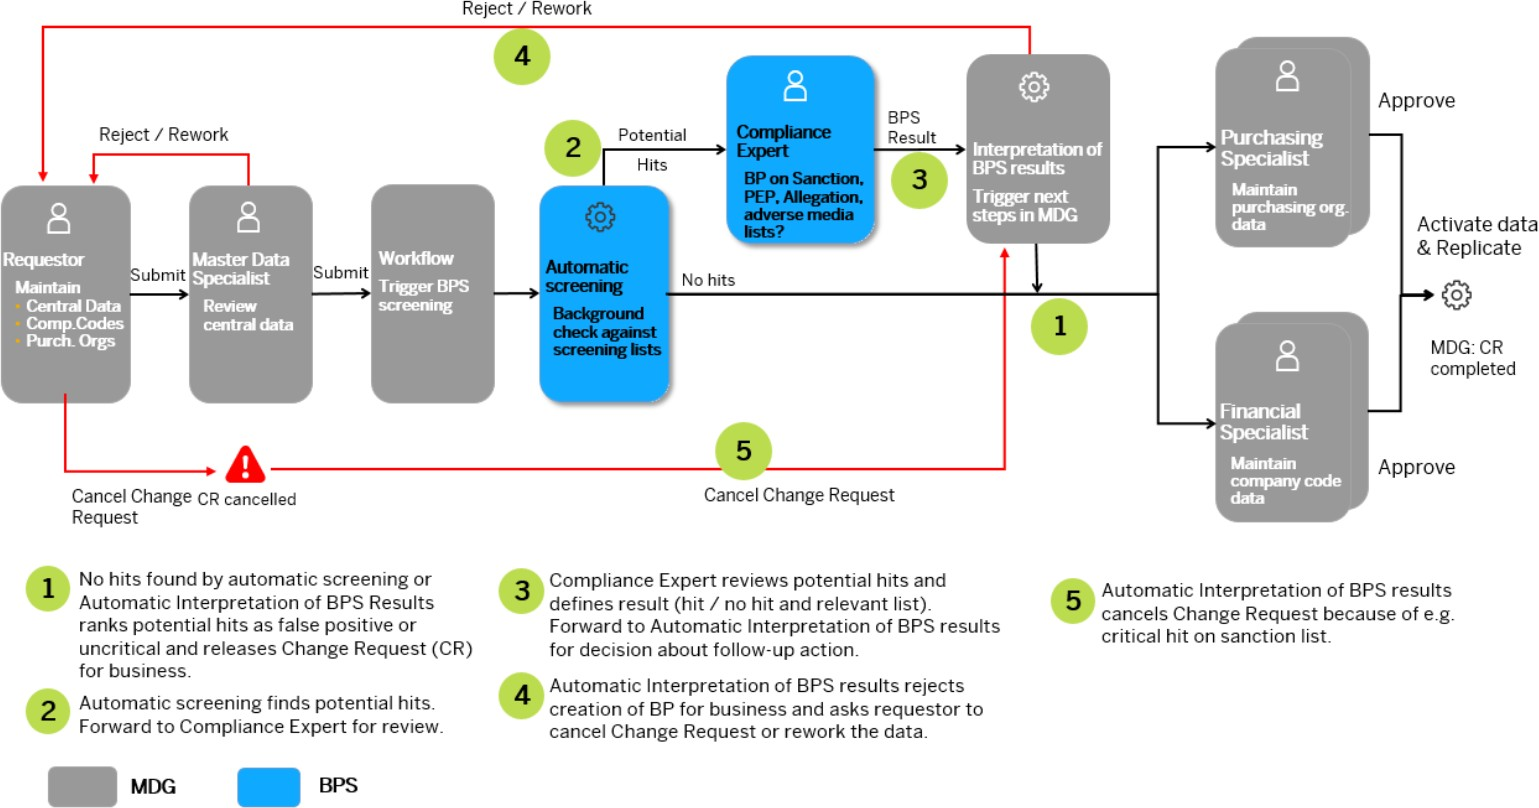 Reject / Rework
4
Reject / Rework
Requestor
Maintain
• Central Data
• Comp.Codes
• Purch. Orgs
Submit
Master Data
Specialist
Review
central data
Submit
Workflow
Trigger BPS
screening
Automatic
screening
Background
check against
screening lists
2
Potential
Hits
Compliance
Expert
BP on Sanction,
PEP, Allegation,
adverse media
lists?
BPS
Result
3
Interpretation of
BPS results
Trigger next
steps in MDG
No hits
1
Purchasing
Specialist
Maintain
purchasing org.
data
Approve
Financial
Specialist
Maintain
company code
data
Approve
Activate data
& Replicate
MDG: CR
completed
Cancel Change
Request
CR cancelled
5
Cancel Change Request
1
No hits found by automatic screening or
Automatic Interpretation of BPS Results
ranks potential hits as false positive or
uncritical and releases Change Request (CR)
for business.
2
Automatic screening finds potential hits.
Forward to Compliance Expert for review.
3
Compliance Expert reviews potential hits and
defines result (hit / no hit and relevant list).
Forward to Automatic Interpretation of BPS results
for decision about follow-up action.
4
Automatic Interpretation of BPS results rejects
creation of BP for business and asks requestor to
cancel Change Request or rework the data.
5
Automatic Interpretation of BPS results
cancels Change Request because of e.g.
critical hit on sanction list.
MDG
BPS